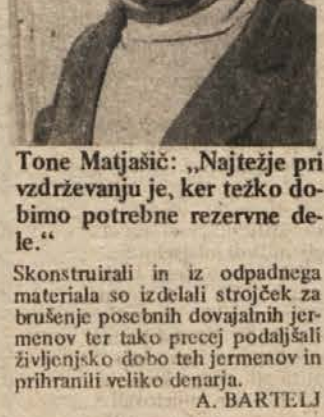 Tone Matjašič: „Najtežje pri
vzdrževanju je, ker težko do-
bimo potrebne rezervne de-
le.“
Skonstruirali in iz odpadnega
materiala so izdelali strojček za
brušenje posebnih dovajalnih jer-
menov ter tako precej podaljšali
življenjsko dobo teh jermenov in
prihranili veliko denarja.
A. BARTELJ